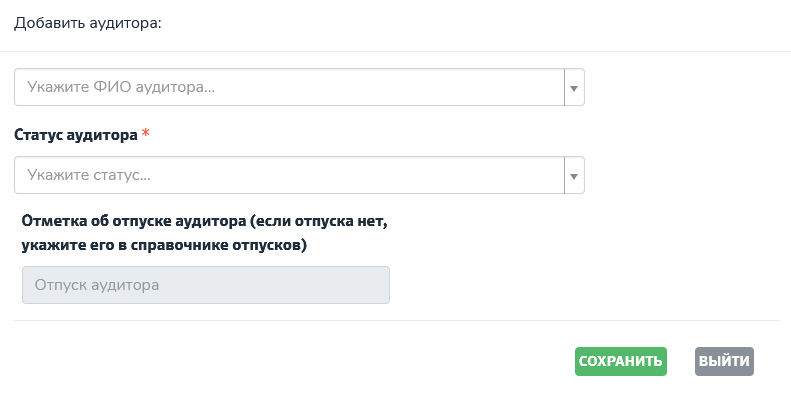 Добавить аудитора:
Укажите ФИО аудитора...
Статус аудитора *
Укажите статус...
Отметка об отпуске аудитора (если отпуска нет,
укажите его в справочнике отпусков)
Отпуск аудитора
СОХРАНИТЬ ВЫЙТИ